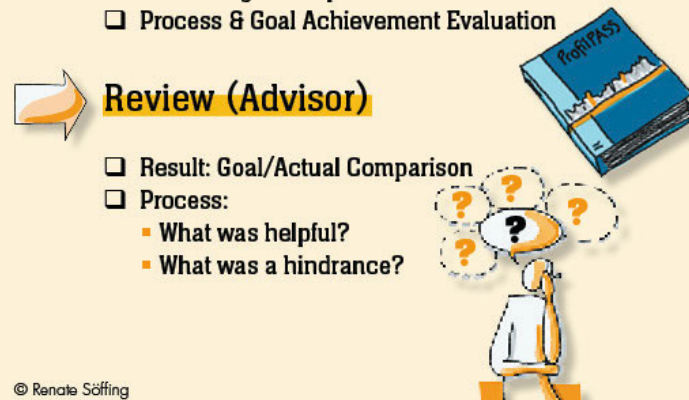 Process & Goal Achievement Evaluation
ProfilPASS
Review (Advisor)
Result: Goal/Actual Comparison
Process:
What was helpful?
What was a hindrance?
? ? ? ? ?
© Renate Söffing